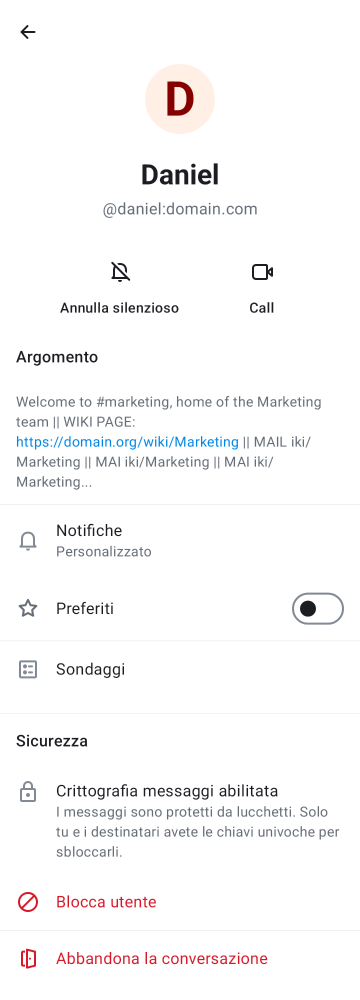 D
Daniel
@daniel:domain.com
Annulla silenzioso
Call
Argomento
Welcome to #marketing, home of the Marketing
team || WIKI PAGE:
https://domain.org/wiki/Marketing || MAIL iki/
Marketing || MAI iki/Marketing || MAI iki/
Marketing...
Notifiche
Personalizzato
Preferiti
Sondaggi
Sicurezza
Crittografia messaggi abilitata
I messaggi sono protetti da lucchetti. Solo
tu e i destinatari avete le chiavi univoche per
sbloccarli.
Blocca utente
Abbandona la conversazione